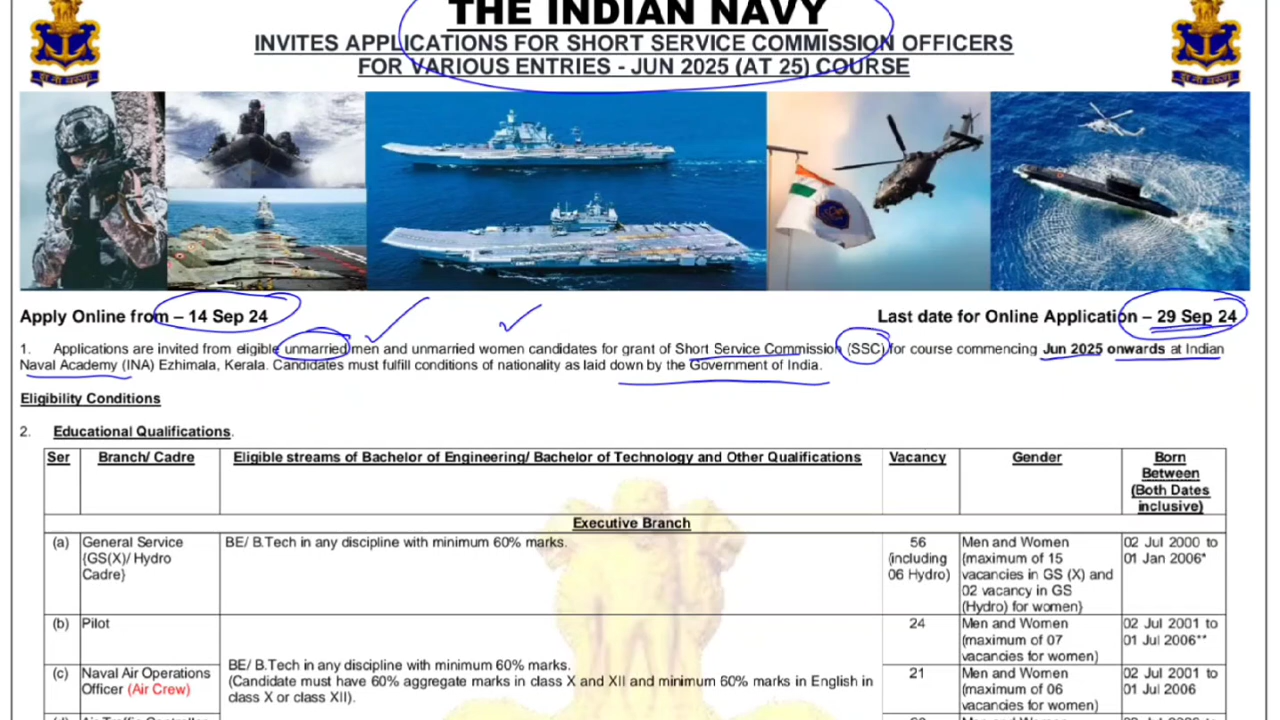 THE INDIAN NAVY
INVITES APPLICATIONS FOR SHORT SERVICE COMMISSION OFFICERS
FOR VARIOUS ENTRIES - JUN 2025 (AT 25) COURSE
Apply Online from – 14 Sep 24
Last date for Online Application – 29 Sep 24
1. Applications are invited from eligible unmarried men and unmarried women candidates for grant of Short Service Commission (SSC) for course commencing Jun 2025 onwards at Indian
Naval Academy (INA) Ezhimala, Kerala. Candidates must fulfill conditions of nationality as laid down by the Government of India.
Eligibility Conditions
2. Educational Qualifications.
Ser Branch/ Cadre Eligible streams of Bachelor of Engineering/ Bachelor of Technology and Other Qualifications Vacancy Gender Born
Between
(Both Dates
inclusive)
Executive Branch
(a) General Service BE/ B.Tech in any discipline with minimum 60% marks. 56 Men and Women 02 Jul 2000 to
{GS(X)/ Hydro (including (maximum of 15 01 Jan 2006*
Cadre} 06 Hydro) vacancies in GS (X) and
02 vacancy in GS
(Hydro) for women)
(b) Pilot 24 Men and Women 02 Jul 2001 to
(maximum of 07 01 Jul 2006**
vacancies for women)
BE/ B.Tech in any discipline with minimum 60% marks.
(c) Naval Air Operations (Candidate must have 60% aggregate marks in class X and XII and minimum 60% marks in English in 21 Men and Women 02 Jul 2001 to
Officer (Air Crew) class X or class XII). (maximum of 06 01 Jul 2006
vacancies for women)